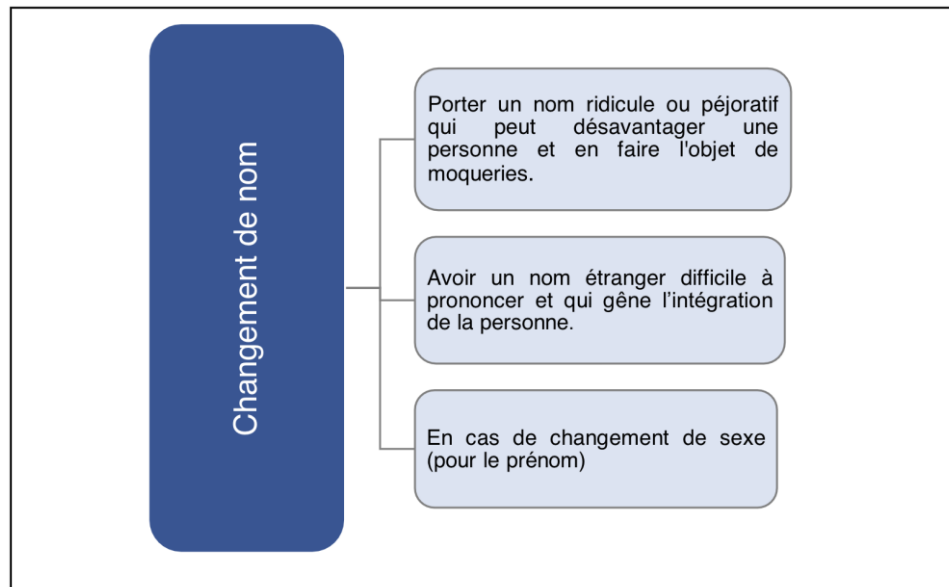 Changement de nom
Porter un nom ridicule ou péjoratif
qui peut désavantager une
personne et en faire l'objet de
moqueries.
Avoir un nom étranger difficile à
prononcer et qui gêne l’intégration
de la personne.
En cas de changement de sexe
(pour le prénom)